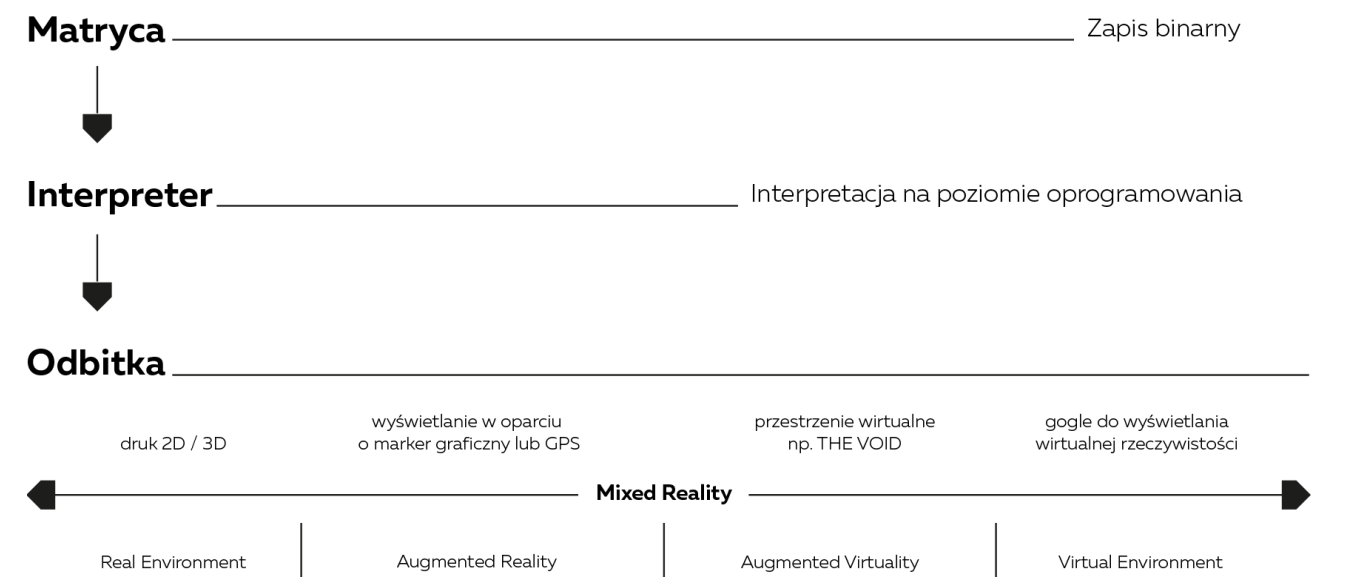 Matryca Zapis binarny
Interpreter Interpretacja na poziomie oprogramowania
Odbitka
druk 2D / 3D
wyświetlanie w oparciu
o marker graficzny lub GPS
przestrzenie wirtualne
np. THE VOID
gogle do wyświetlania
wirtualnej rzeczywistości
Mixed Reality
Real Environment
Augmented Reality
Augmented Virtuality
Virtual Environment